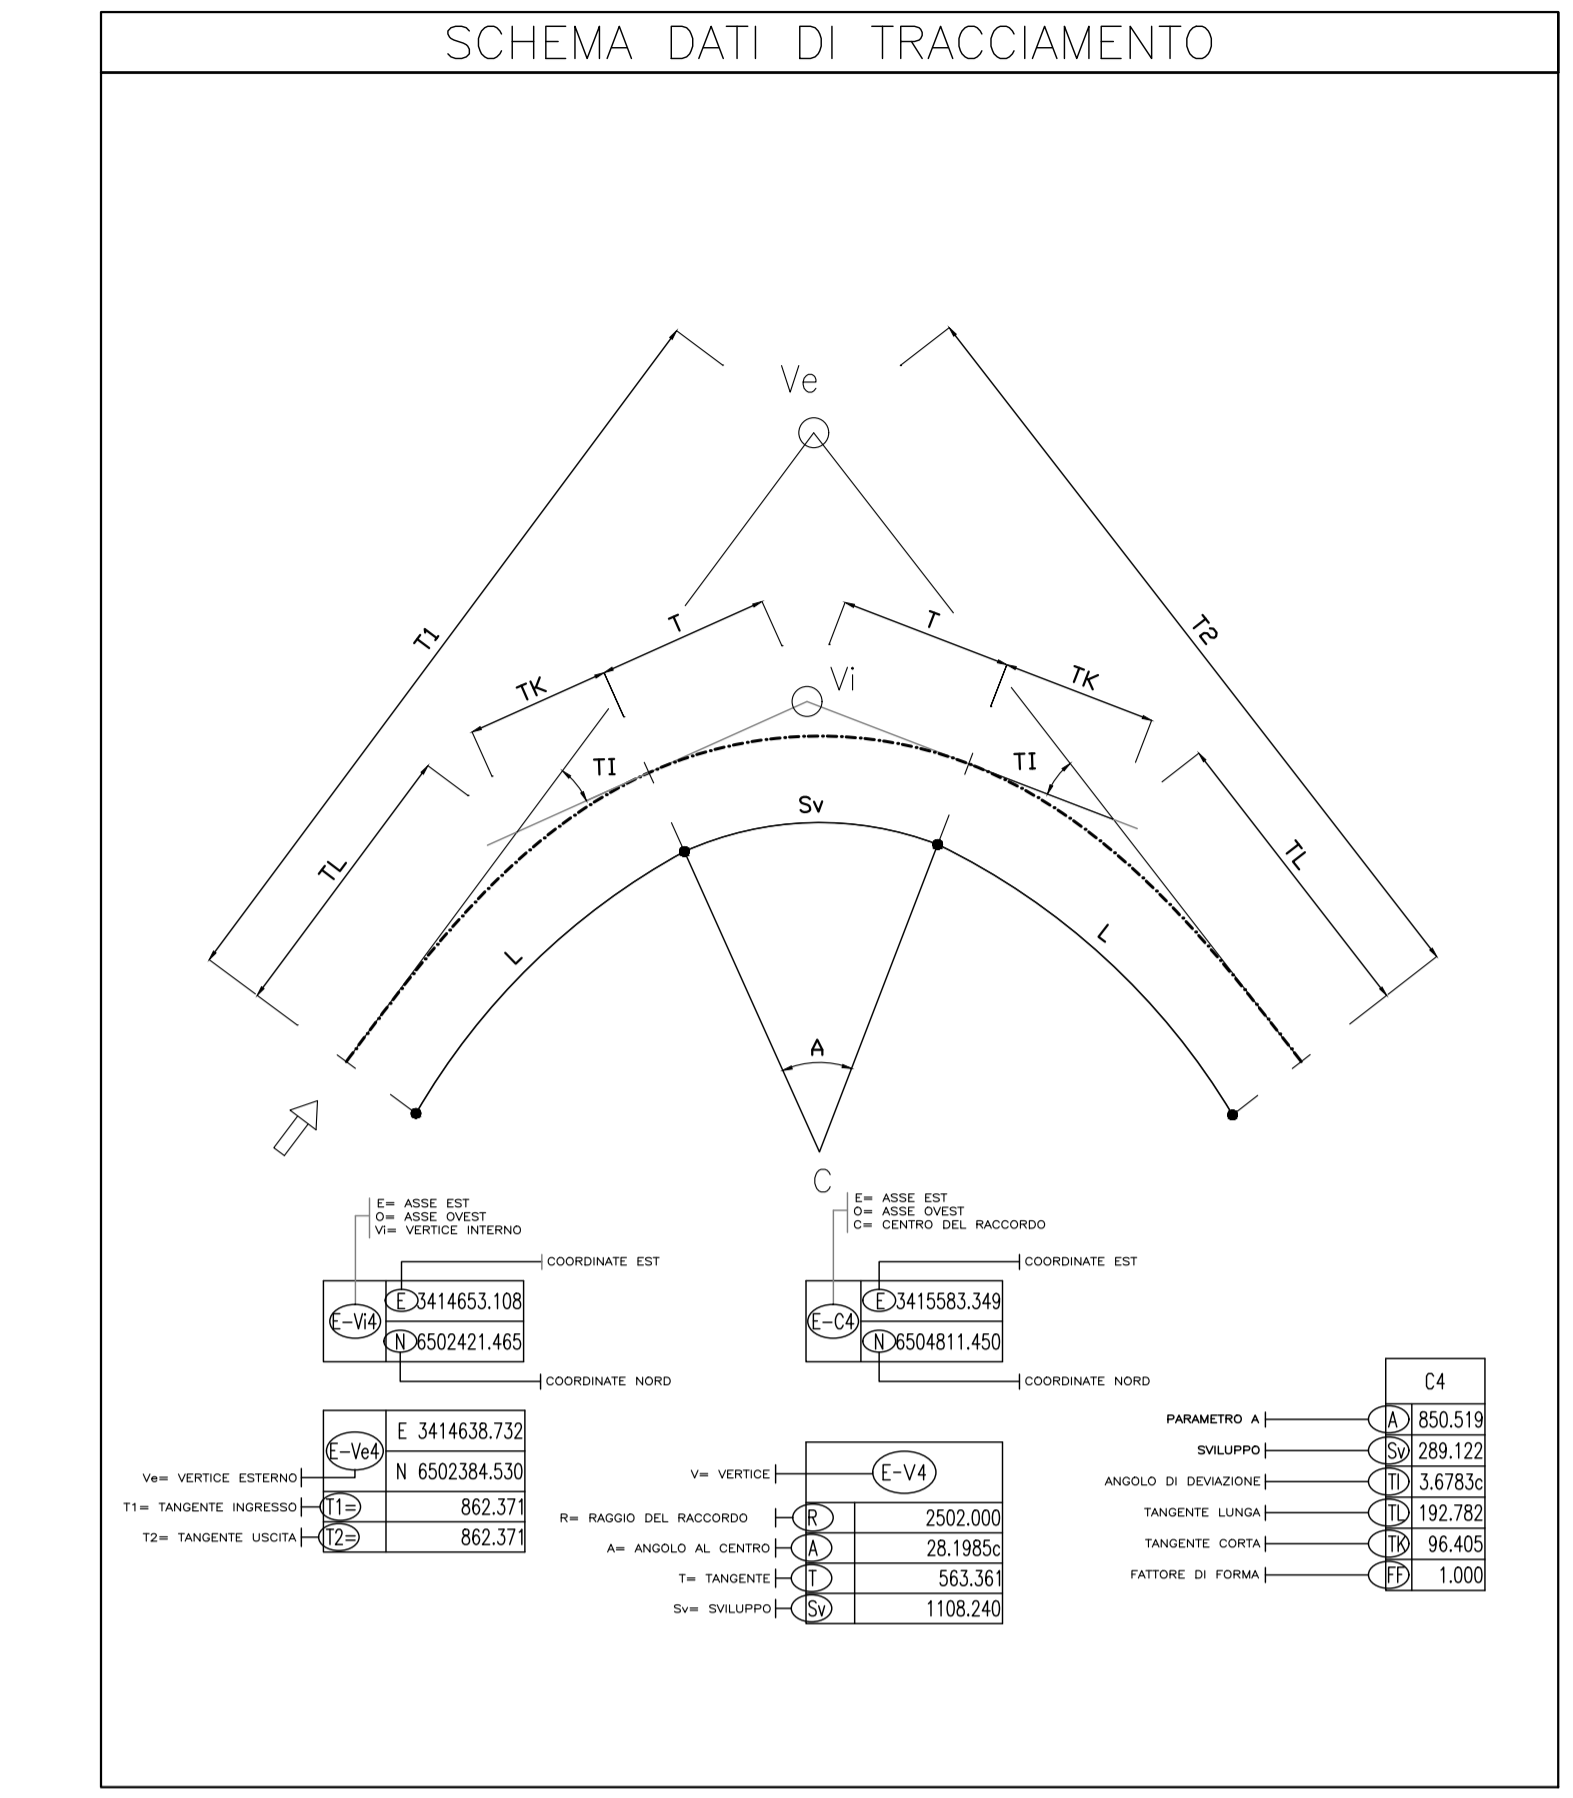 SCHEMA DATI DI TRACCIAMENTO
Ve
T1
T2
T
T
TK
TK
Vi
TI
TI
TL
TL
Sv
L
L
A
C
E= ASSE EST
O= ASSE OVEST
Vi= VERTICE INTERNO
COORDINATE EST
E-Vi4
E 3414653.108
N 6502421.465
COORDINATE NORD
E= ASSE EST
O= ASSE OVEST
C= CENTRO DEL RACCORDO
COORDINATE EST
E-C4
E 3415583.349
N 6504811.450
COORDINATE NORD
E-Ve4
E 3414638.732
N 6502384.530
Ve= VERTICE ESTERNO
T1= TANGENTE INGRESSO T1= 862.371
T2= TANGENTE USCITA T2= 862.371
V= VERTICE E-V4
R= RAGGIO DEL RACCORDO R 2502.000
A= ANGOLO AL CENTRO A 28.1985c
T= TANGENTE T 563.361
Sv= SVILUPPO Sv 1108.240
C4
PARAMETRO A A 850.519
SVILUPPO Sv 289.122
ANGOLO DI DEVIAZIONE TI 3.6783c
TANGENTE LUNGA TL 192.782
TANGENTE CORTA TK 96.405
FATTORE DI FORMA FF 1.000